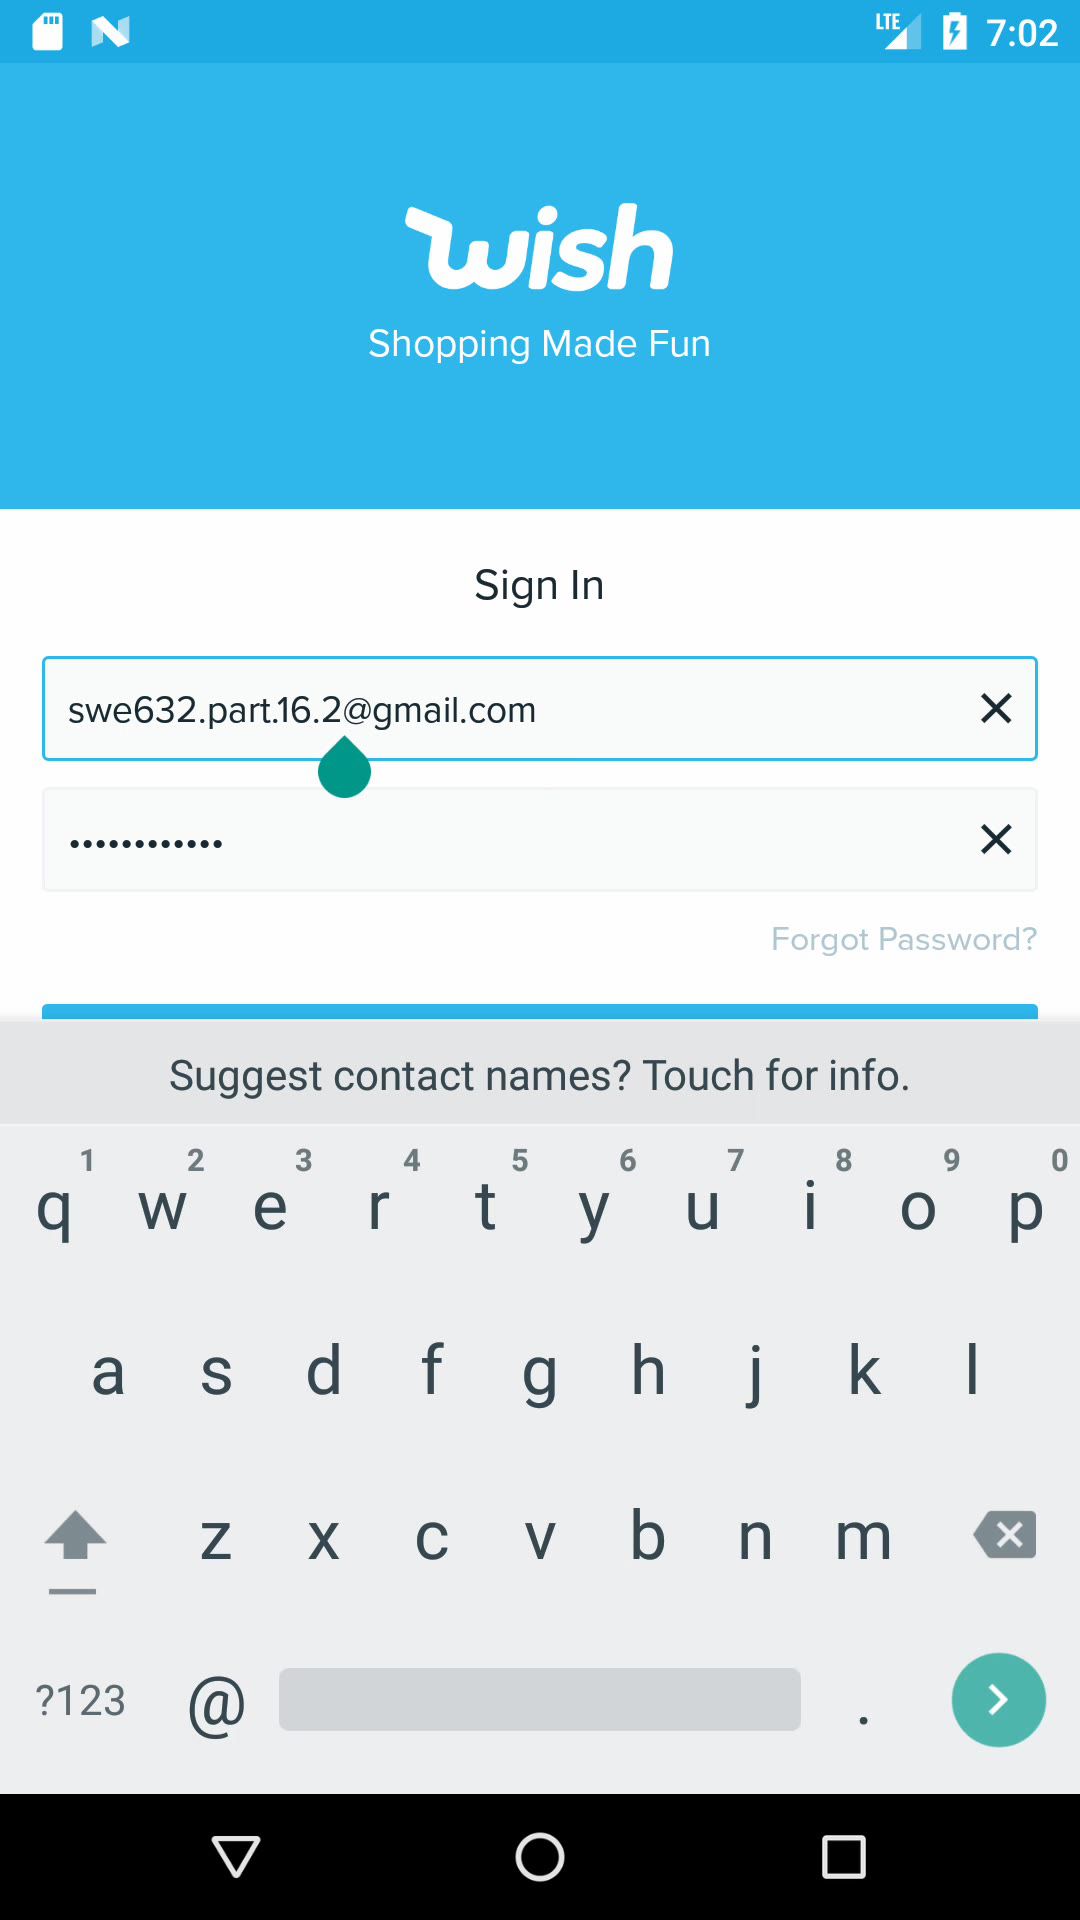 LTE 7:02
wish
Shopping Made Fun
Sign In
swe632.part.16.2@gmail.com
••••••••••••
Forgot Password?
Suggest contact names? Touch for info.
1 2 3 4 5 6 7 8 9 0
q w e r t y u i o p
a s d f g h j k l
z x c v b n m
?123 @ .